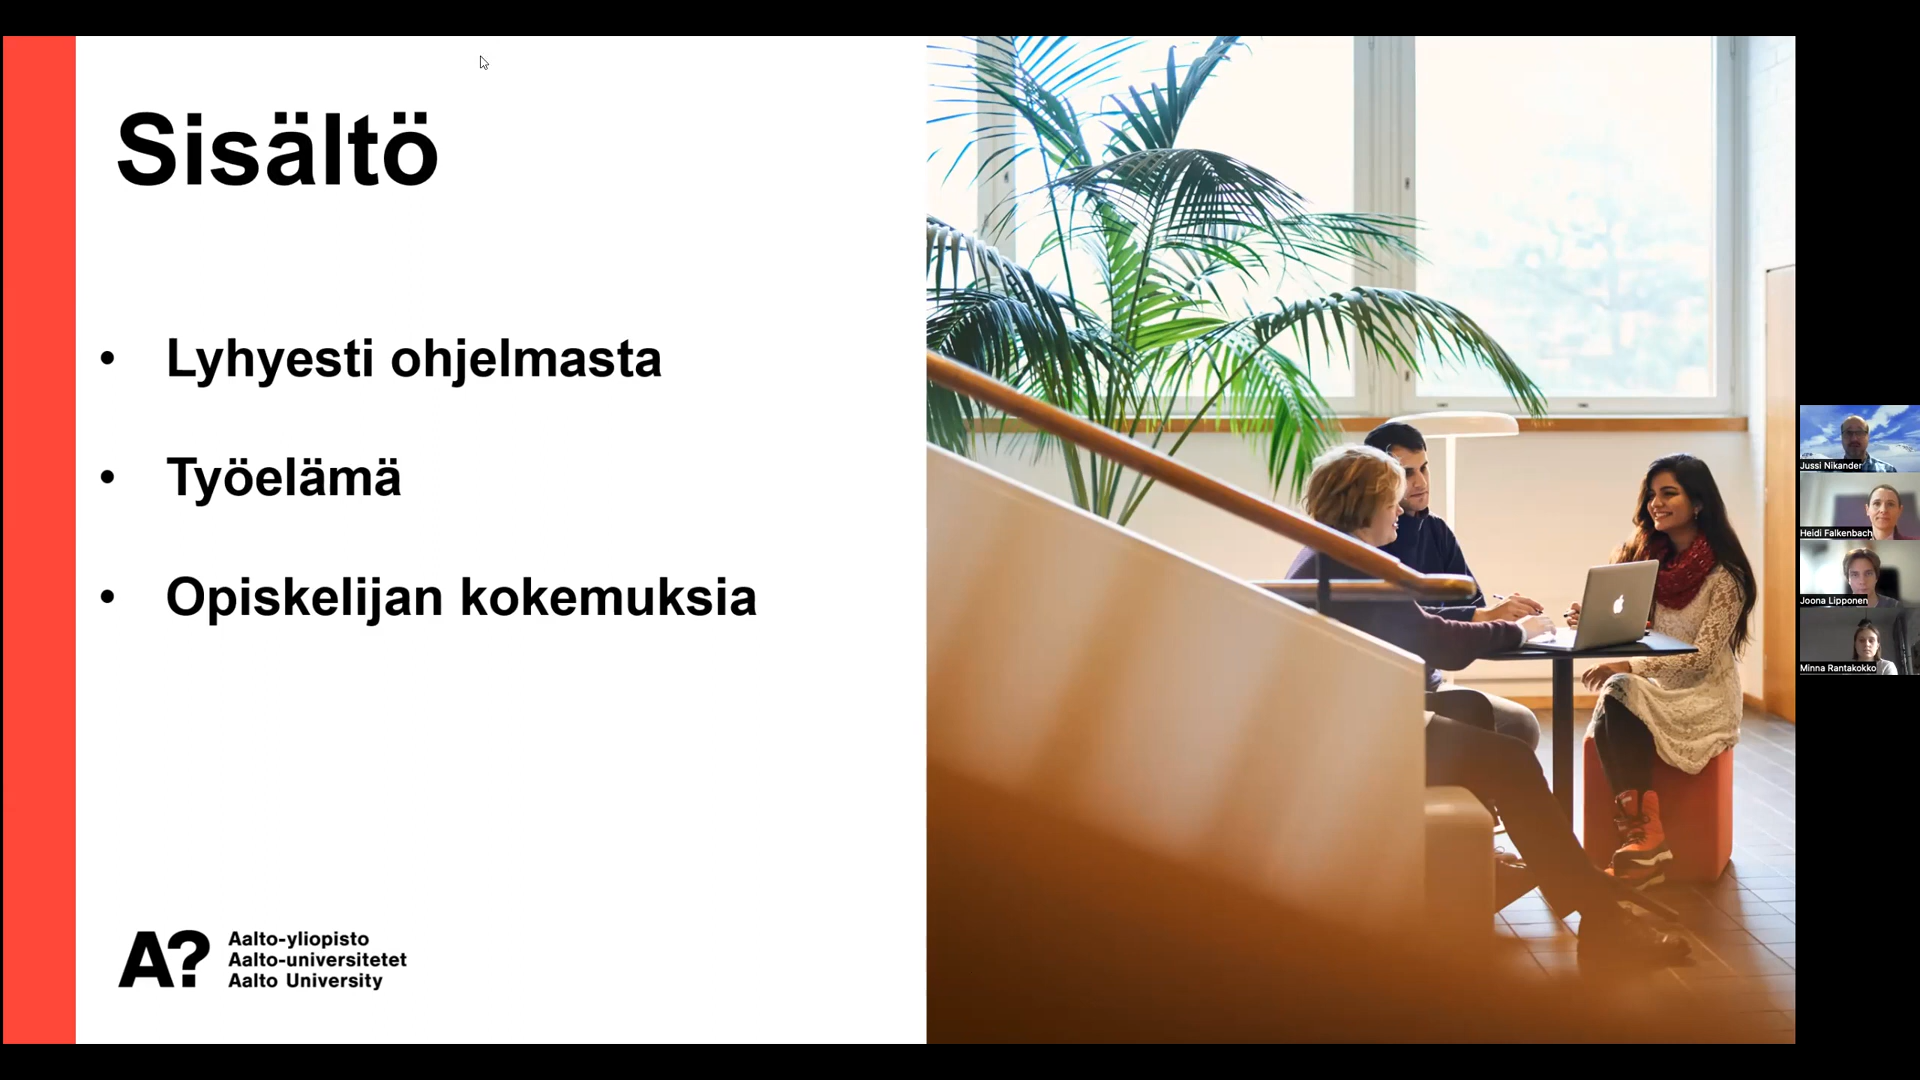 Sisältö
• Lyhyesti ohjelmasta
• Työelämä
• Opiskelijan kokemuksia
A? Aalto-yliopisto
Aalto-universitetet
Aalto University
Jussi Nikander
Heidi Falkenbach
Joona Lipponen
Minna Rantakokko